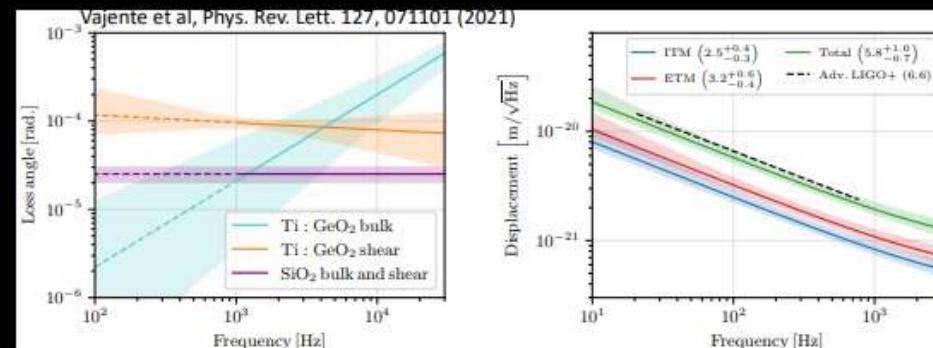 Vajente et al, Phys. Rev. Lett. 127, 071101 (2021)
10⁻³
10⁻⁴
10⁻⁵
10⁻⁶
Loss angle [rad.]
Ti : GeO₂ bulk
Ti : GeO₂ shear
SiO₂ bulk and shear
10² 10³ 10⁴
Frequency [Hz]
ITM (2.5+0.4 −0.3) Total (5.8+1.0 −0.7)
ETM (3.2+0.6 −0.4) Adv. LIGO+ (6.6)
Displacement [m/√Hz]
10⁻²⁰
10⁻²¹
10¹ 10² 10³
Frequency [Hz]